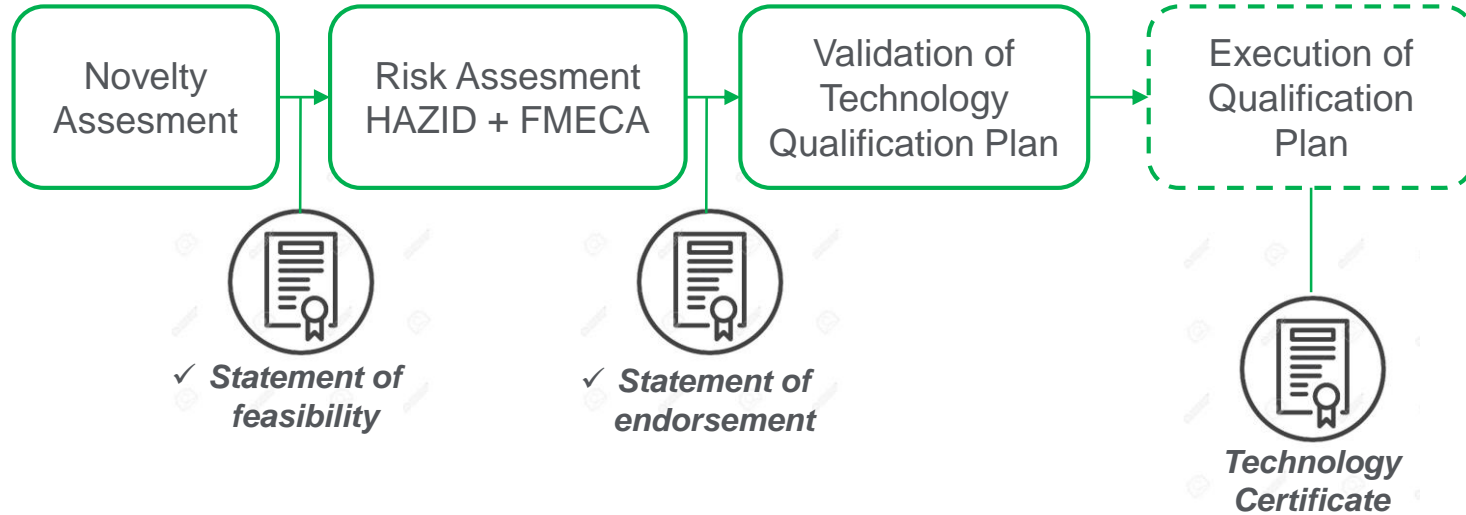 Novelty
Assesment
Risk Assesment
HAZID + FMECA
Validation of
Technology
Qualification Plan
Execution of
Qualification
Plan
✓ Statement of
feasibility
✓ Statement of
endorsement
Technology
Certificate